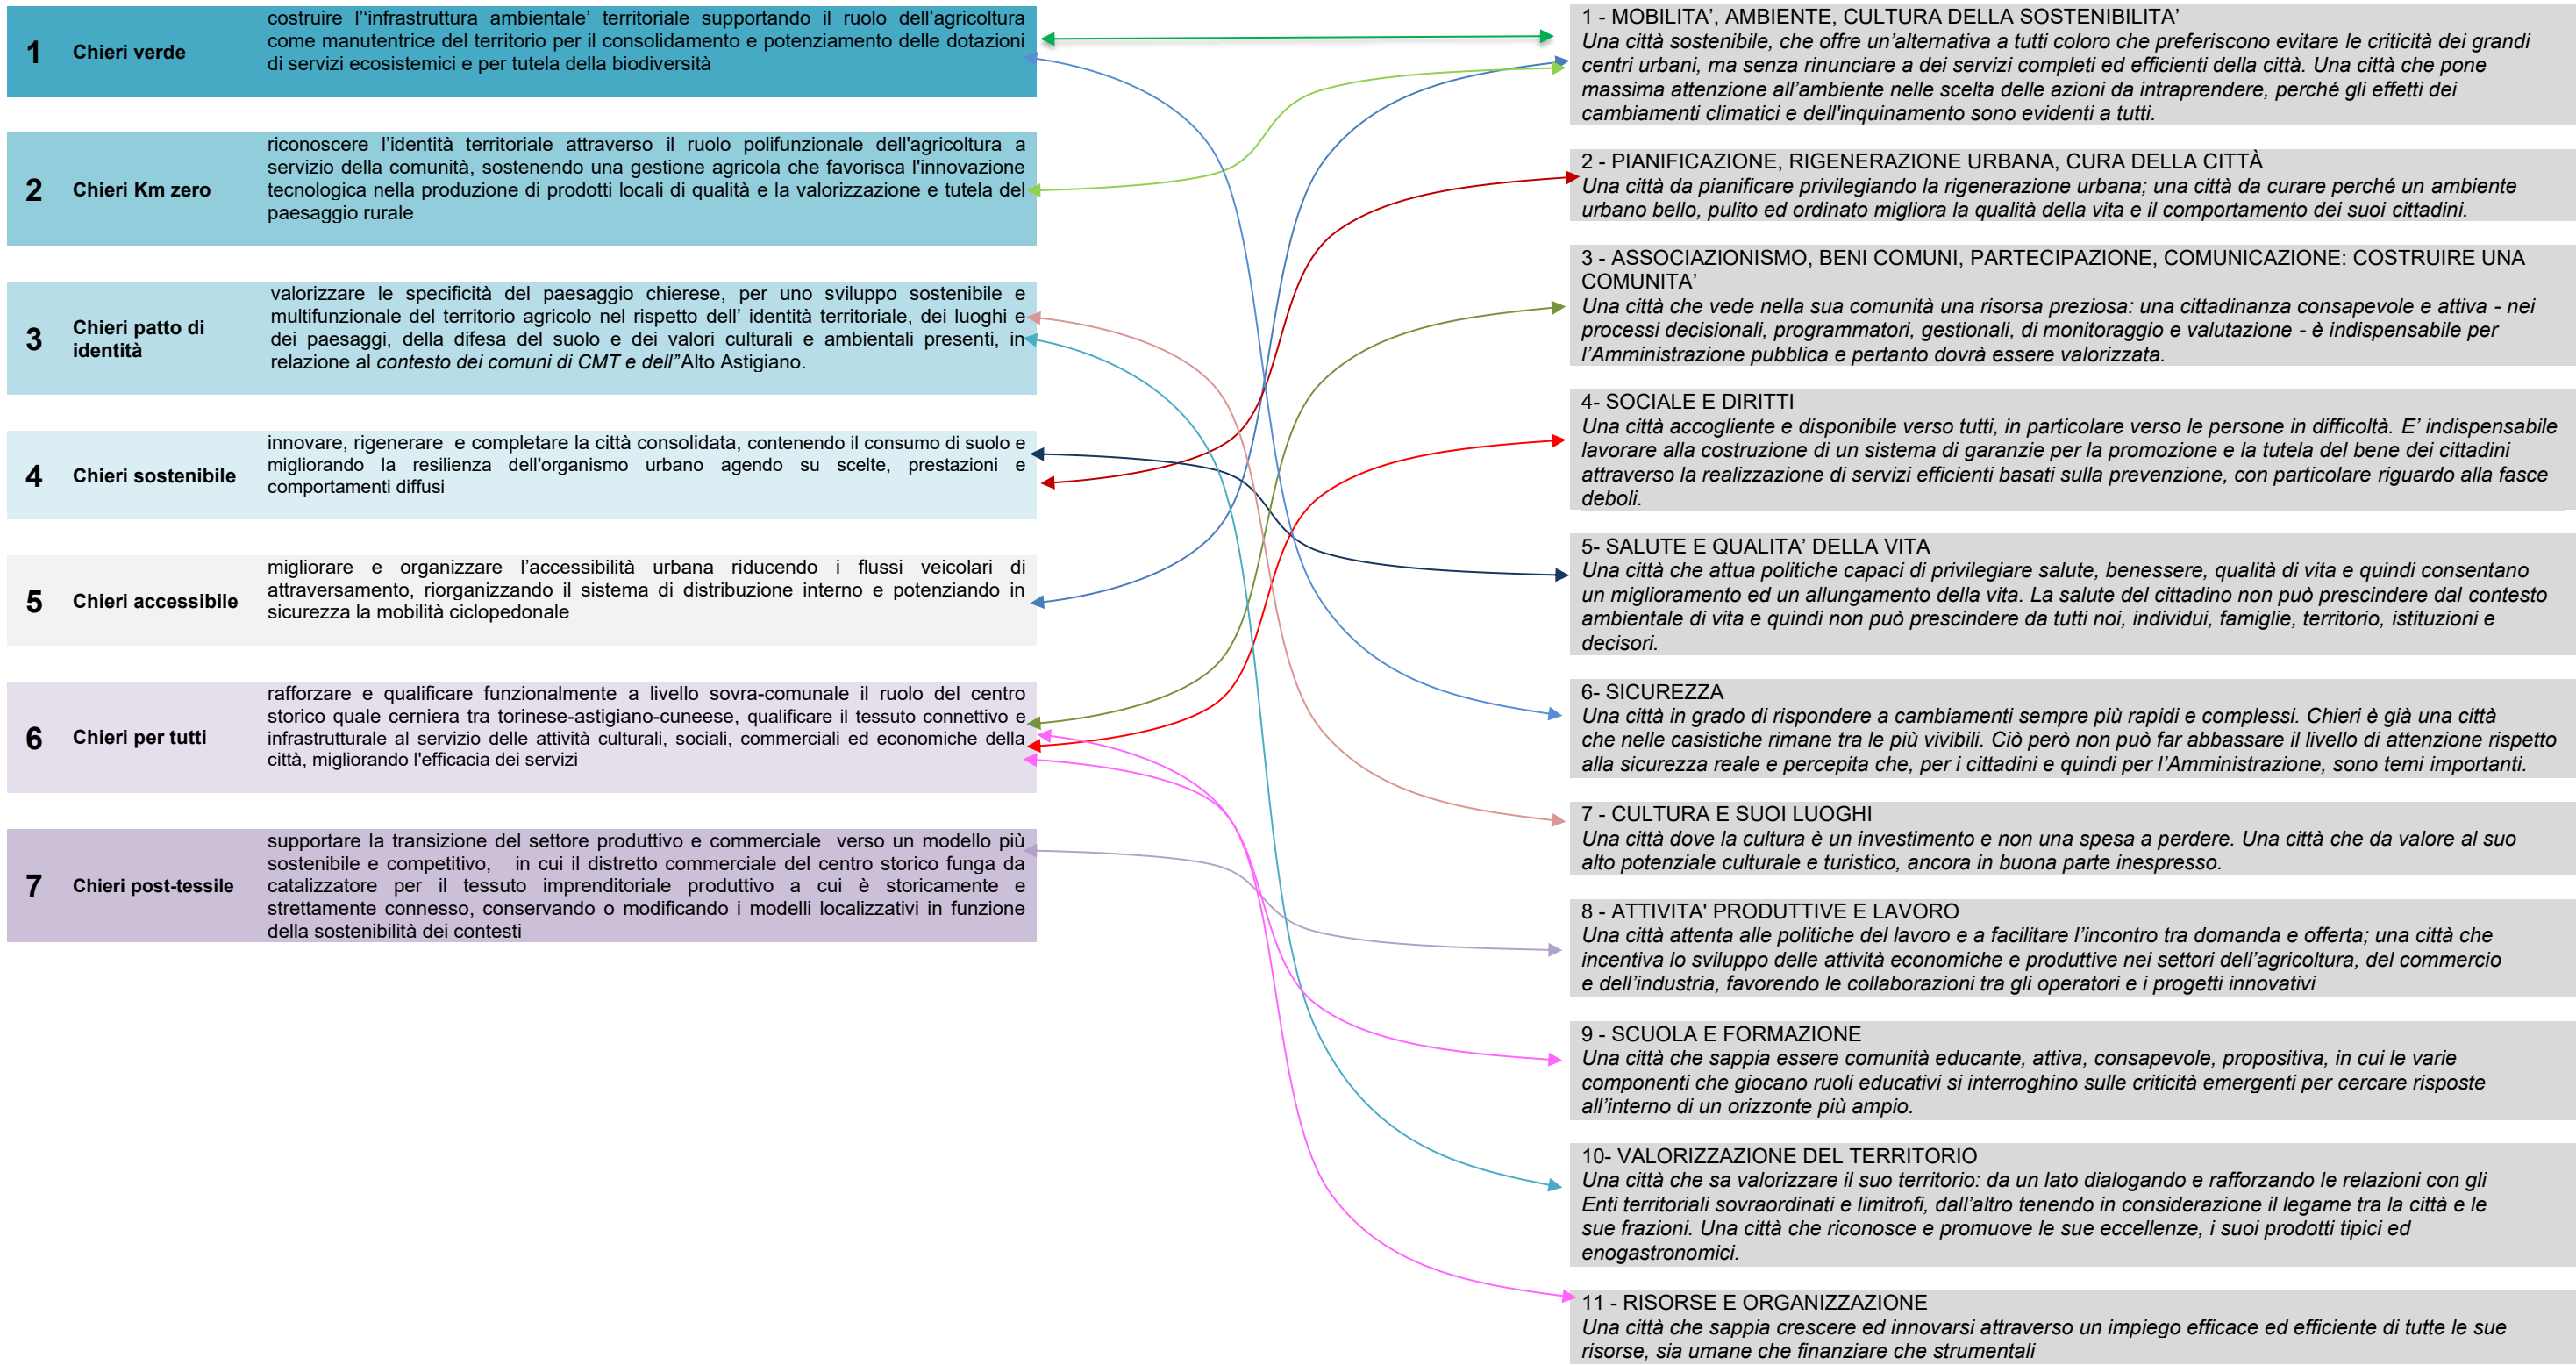 1 Chieri verde
costruire l'‘infrastruttura ambientale’ territoriale supportando il ruolo dell’agricoltura
come manutentrice del territorio per il consolidamento e potenziamento delle dotazioni
di servizi ecosistemici e per tutela della biodiversità
2 Chieri Km zero
riconoscere l’identità territoriale attraverso il ruolo polifunzionale dell'agricoltura a
servizio della comunità, sostenendo una gestione agricola che favorisca l'innovazione
tecnologica nella produzione di prodotti locali di qualità e la valorizzazione e tutela del
paesaggio rurale
3 Chieri patto di
identità
valorizzare le specificità del paesaggio chierese, per uno sviluppo sostenibile e
multifunzionale del territorio agricolo nel rispetto dell’ identità territoriale, dei luoghi e
dei paesaggi, della difesa del suolo e dei valori culturali e ambientali presenti, in
relazione al contesto dei comuni di CMT e dell’’Alto Astigiano.
4 Chieri sostenibile
innovare, rigenerare e completare la città consolidata, contenendo il consumo di suolo e
migliorando la resilienza dell'organismo urbano agendo su scelte, prestazioni e
comportamenti diffusi
5 Chieri accessibile
migliorare e organizzare l’accessibilità urbana riducendo i flussi veicolari di
attraversamento, riorganizzando il sistema di distribuzione interno e potenziando in
sicurezza la mobilità ciclopedonale
6 Chieri per tutti
rafforzare e qualificare funzionalmente a livello sovra-comunale il ruolo del centro
storico quale cerniera tra torinese-astigiano-cuneese, qualificare il tessuto connettivo e
infrastrutturale al servizio delle attività culturali, sociali, commerciali ed economiche della
città, migliorando l'efficacia dei servizi
7 Chieri post-tessile
supportare la transizione del settore produttivo e commerciale verso un modello più
sostenibile e competitivo, in cui il distretto commerciale del centro storico funga da
catalizzatore per il tessuto imprenditoriale produttivo a cui è storicamente e
strettamente connesso, conservando o modificando i modelli localizzativi in funzione
della sostenibilità dei contesti
1 - MOBILITA’, AMBIENTE, CULTURA DELLA SOSTENIBILITA’
Una città sostenibile, che offre un’alternativa a tutti coloro che preferiscono evitare le criticità dei grandi
centri urbani, ma senza rinunciare a dei servizi completi ed efficienti della città. Una città che pone
massima attenzione all’ambiente nelle scelta delle azioni da intraprendere, perché gli effetti dei
cambiamenti climatici e dell'inquinamento sono evidenti a tutti.
2 - PIANIFICAZIONE, RIGENERAZIONE URBANA, CURA DELLA CITTÀ
Una città da pianificare privilegiando la rigenerazione urbana; una città da curare perché un ambiente
urbano bello, pulito ed ordinato migliora la qualità della vita e il comportamento dei suoi cittadini.
3 - ASSOCIAZIONISMO, BENI COMUNI, PARTECIPAZIONE, COMUNICAZIONE: COSTRUIRE UNA
COMUNITA’
Una città che vede nella sua comunità una risorsa preziosa: una cittadinanza consapevole e attiva - nei
processi decisionali, programmatori, gestionali, di monitoraggio e valutazione - è indispensabile per
l’Amministrazione pubblica e pertanto dovrà essere valorizzata.
4- SOCIALE E DIRITTI
Una città accogliente e disponibile verso tutti, in particolare verso le persone in difficoltà. E’ indispensabile
lavorare alla costruzione di un sistema di garanzie per la promozione e la tutela del bene dei cittadini
attraverso la realizzazione di servizi efficienti basati sulla prevenzione, con particolare riguardo alla fasce
deboli.
5- SALUTE E QUALITA’ DELLA VITA
Una città che attua politiche capaci di privilegiare salute, benessere, qualità di vita e quindi consentano
un miglioramento ed un allungamento della vita. La salute del cittadino non può prescindere dal contesto
ambientale di vita e quindi non può prescindere da tutti noi, individui, famiglie, territorio, istituzioni e
decisori.
6- SICUREZZA
Una città in grado di rispondere a cambiamenti sempre più rapidi e complessi. Chieri è già una città
che nelle casistiche rimane tra le più vivibili. Ciò però non può far abbassare il livello di attenzione rispetto
alla sicurezza reale e percepita che, per i cittadini e quindi per l’Amministrazione, sono temi importanti.
7 - CULTURA E SUOI LUOGHI
Una città dove la cultura è un investimento e non una spesa a perdere. Una città che da valore al suo
alto potenziale culturale e turistico, ancora in buona parte inespresso.
8 - ATTIVITA' PRODUTTIVE E LAVORO
Una città attenta alle politiche del lavoro e a facilitare l’incontro tra domanda e offerta; una città che
incentiva lo sviluppo delle attività economiche e produttive nei settori dell’agricoltura, del commercio
e dell’industria, favorendo le collaborazioni tra gli operatori e i progetti innovativi
9 - SCUOLA E FORMAZIONE
Una città che sappia essere comunità educante, attiva, consapevole, propositiva, in cui le varie
componenti che giocano ruoli educativi si interroghino sulle criticità emergenti per cercare risposte
all’interno di un orizzonte più ampio.
10- VALORIZZAZIONE DEL TERRITORIO
Una città che sa valorizzare il suo territorio: da un lato dialogando e rafforzando le relazioni con gli
Enti territoriali sovraordinati e limitrofi, dall’altro tenendo in considerazione il legame tra la città e le
sue frazioni. Una città che riconosce e promuove le sue eccellenze, i suoi prodotti tipici ed
enogastronomici.
11 - RISORSE E ORGANIZZAZIONE
Una città che sappia crescere ed innovarsi attraverso un impiego efficace ed efficiente di tutte le sue
risorse, sia umane che finanziare che strumentali